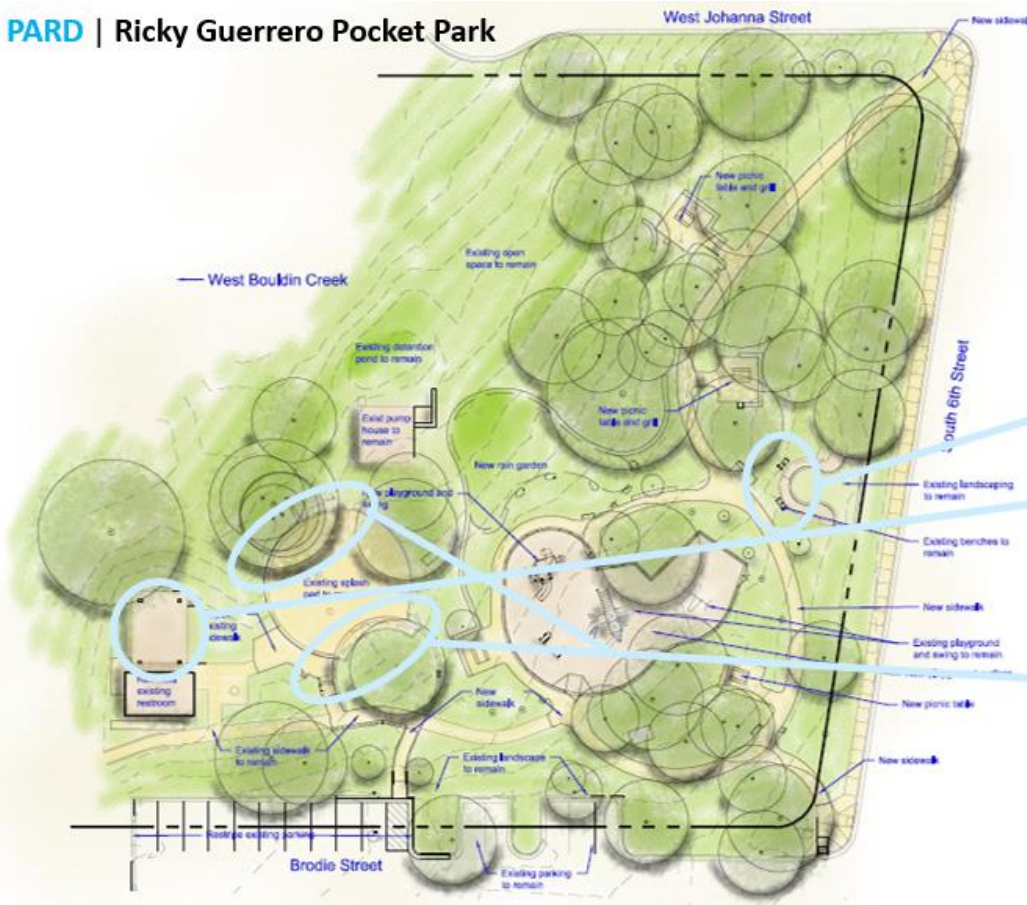 PARD | Ricky Guerrero Pocket Park
West Johanna Street
New sidewalk
New picnic
table and grill
Existing open
space to remain
West Bouldin Creek
Existing detention
pond to remain
South 6th Street
Exist pump
house to
remain
New picnic
table and grill
New rain garden
Existing landscaping
to remain
playground and
Existing benches to
remain
Existing splash
New sidewalk
Existing playground
and swing to remain
existing
restroom
New
sidewalk
New picnic table
Existing sidewalk
to remain
Existing landscape
to remain
New sidewalk
Restripe existing parking
Brodie Street
Existing parking
to remain